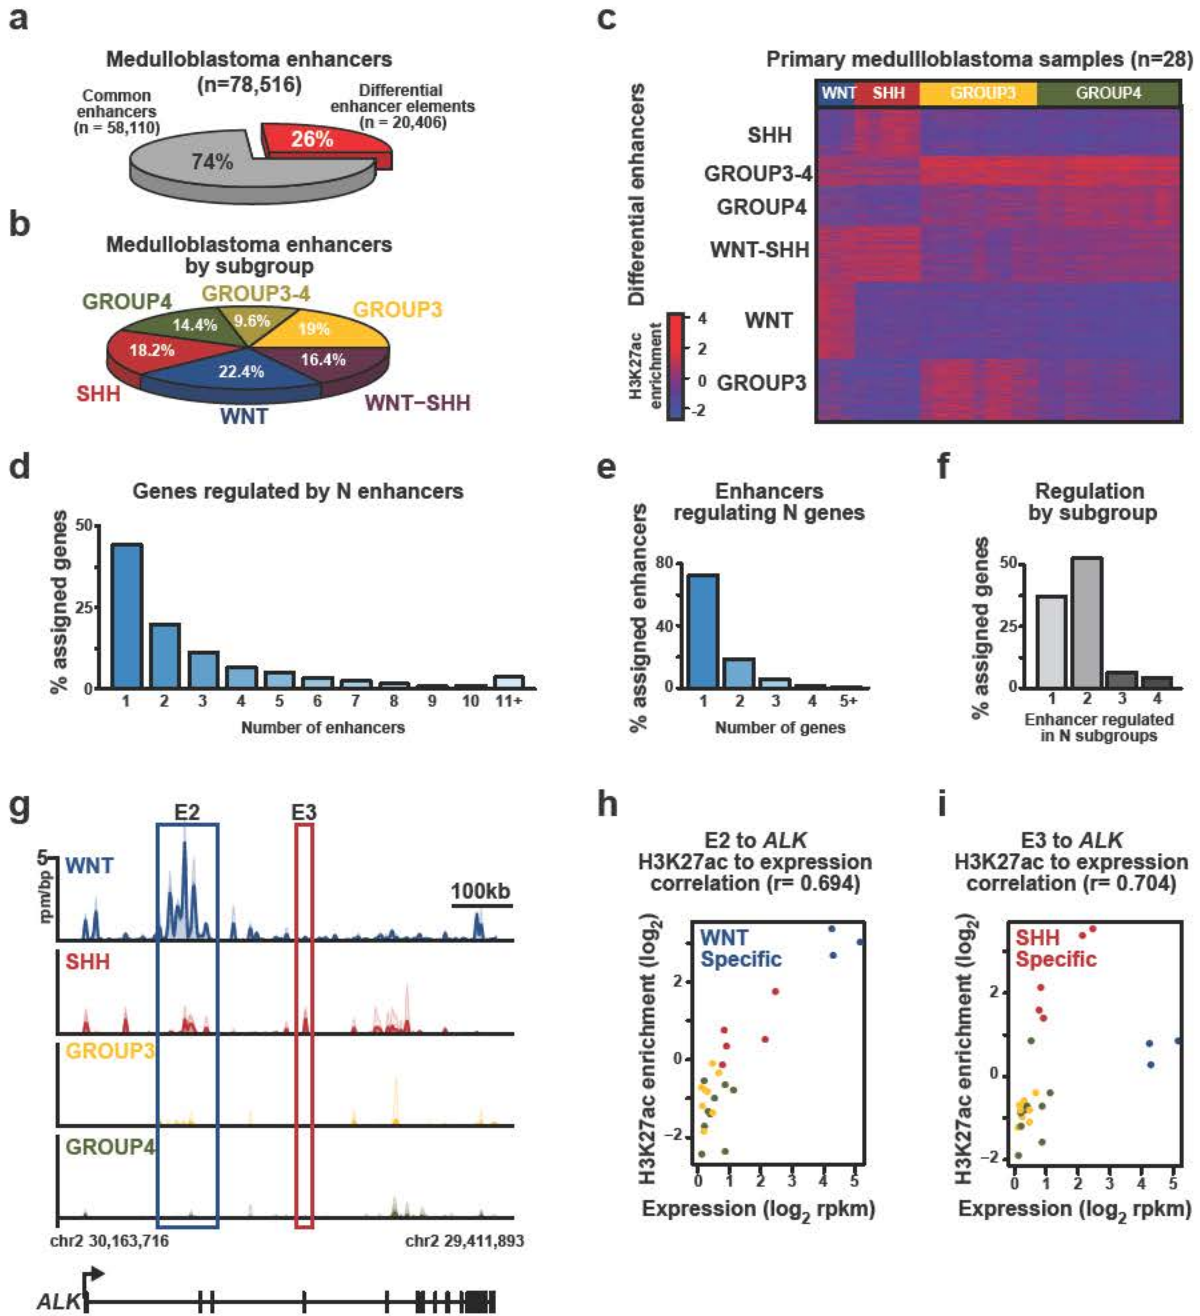 a
Medulloblastoma enhancers
(n=78,516)
Common
enhancers
(n = 58,110)
Differential
enhancer elements
(n = 20,406)
26%
74%
b
Medulloblastoma enhancers
by subgroup
GROUP4
GROUP3-4
GROUP3
14.4%
9.6%
19%
18.2%
22.4%
16.4%
SHH
WNT
WNT-SHH
c
Primary medullloblastoma samples (n=28)
WNT
SHH
GROUP3
GROUP4
Differential enhancers
SHH
GROUP3-4
GROUP4
WNT-SHH
WNT
GROUP3
H3K27ac
enrichment
4
2
0
-2
d
Genes regulated by N enhancers
% assigned genes
50
25
0
1 2 3 4 5 6 7 8 9 10 11+
Number of enhancers
e
Enhancers
regulating N genes
% assigned enhancers
80
40
0
1 2 3 4 5+
Number of genes
f
Regulation
by subgroup
% assigned genes
50
25
0
1 2 3 4
Enhancer regulated
in N subgroups
g
E2
E3
5
rpm/bp
WNT
100kb
SHH
GROUP3
GROUP4
chr2 30,163,716
chr2 29,411,893
ALK
h
E2 to ALK
H3K27ac to expression
correlation (r= 0.694)
H3K27ac enrichment (log2)
WNT
Specific
2
0
-2
0 1 2 3 4 5
Expression (log2 rpkm)
i
E3 to ALK
H3K27ac to expression
correlation (r= 0.704)
H3K27ac enrichment (log2)
SHH
Specific
2
0
-2
0 1 2 3 4 5
Expression (log2 rpkm)